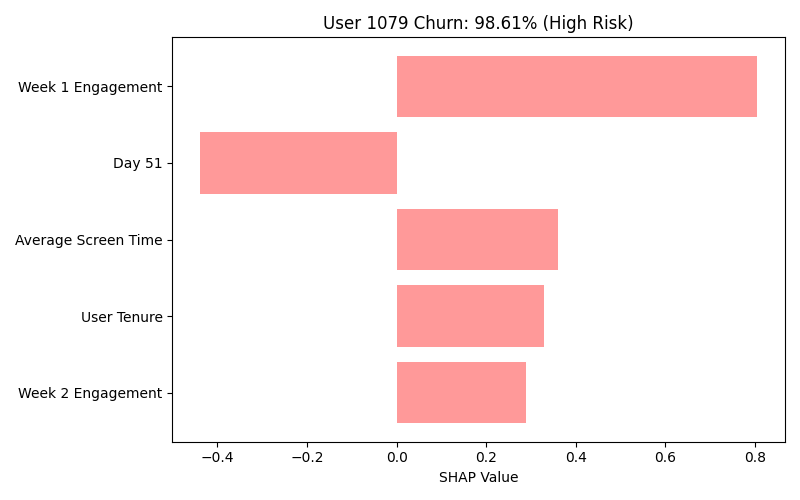 User 1079 Churn: 98.61% (High Risk)
Week 1 Engagement
Day 51
Average Screen Time
User Tenure
Week 2 Engagement
−0.4 −0.2 0.0 0.2 0.4 0.6 0.8
SHAP Value